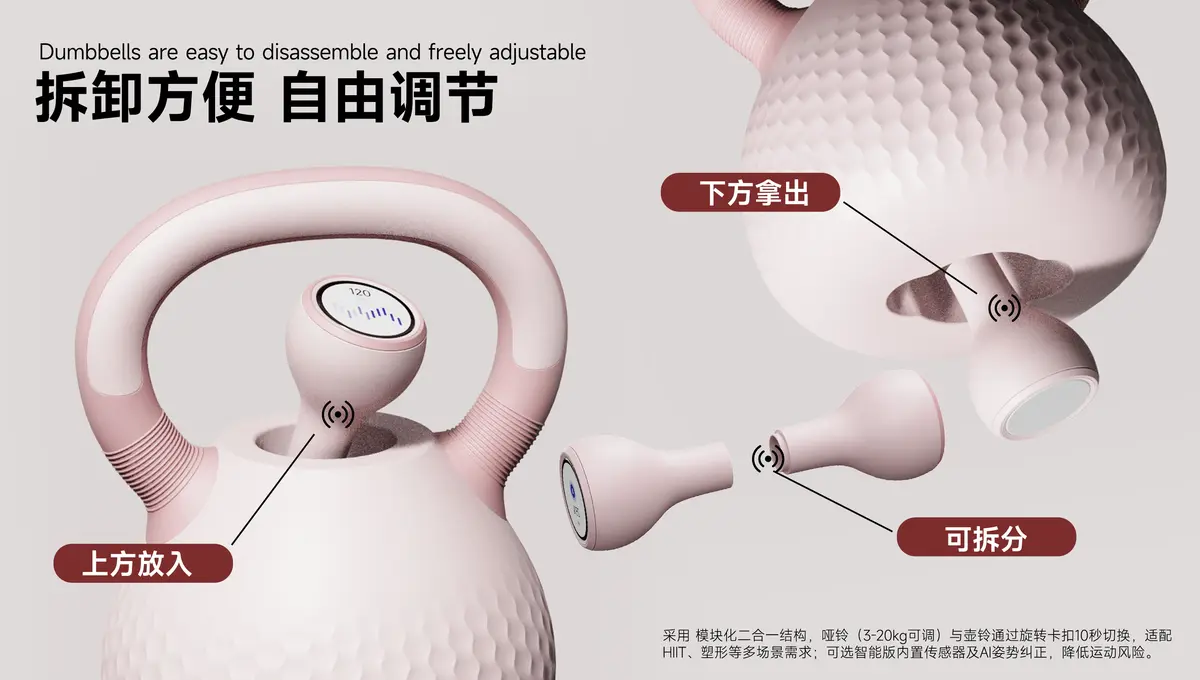 Dumbbells are easy to disassemble and freely adjustable
拆卸方便 自由调节
下方拿出
120
上方放入
可拆分
采用 模块化二合一结构，哑铃（3-20kg可调）与壶铃通过旋转卡扣10秒切换，适配
HIIT、塑形等多场景需求；可选智能版内置传感器及AI姿势纠正，降低运动风险。